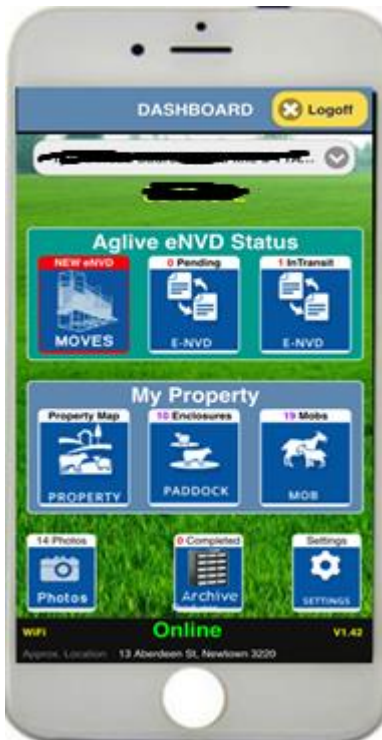 DASHBOARD
Logoff
Aglive eNVD Status
NEW eNVD
0 Pending
1 InTransit
MOVES
E-NVD
E-NVD
My Property
Property Map
10 Enclosures
19 Mobs
PROPERTY
PADDOCK
MOB
14 Photos
0 Completed
Settings
Photos
Archive
SETTINGS
WiFi
Online
V1.42
Approx. Location: 13 Aberdeen St, Newtown 3220